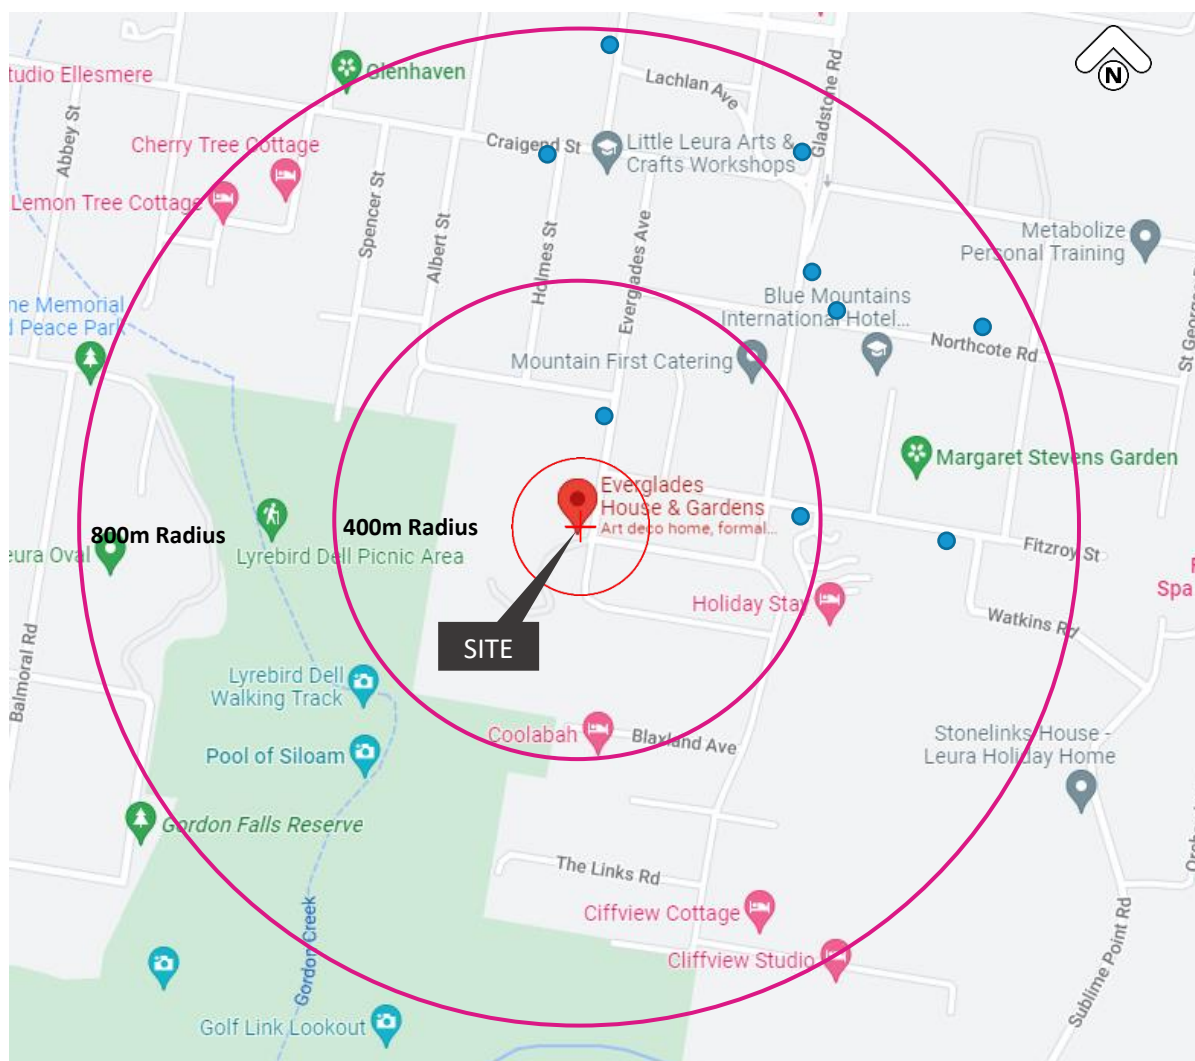 Lachlan Ave
Gladstone Rd
N
tudio Ellesmere
Glenhaven
Abbey St
Cherry Tree Cottage
Craigend St
Little Leura Arts &
Crafts Workshops
Lemon Tree Cottage
Spencer St
Albert St
Holmes St
Everglades Ave
Metabolize
Personal Training
ne Memorial
d Peace Park
Blue Mountains
International Hotel...
Northcote Rd
St Georges
Mountain First Catering
Margaret Stevens Garden
Everglades
House & Gardens
Art deco home, formal...
800m Radius
400m Radius
eura Oval
Lyrebird Dell Picnic Area
Fitzroy St
Spa
Holiday Stay
Watkins Rd
SITE
Balmoral Rd
Lyrebird Dell
Walking Track
Pool of Siloam
Coolabah
Blaxland Ave
Stonelinks House -
Leura Holiday Home
Gordon Falls Reserve
The Links Rd
Ciffview Cottage
Cliffview Studio
Gordon Creek
Sublime Point Rd
Golf Link Lookout